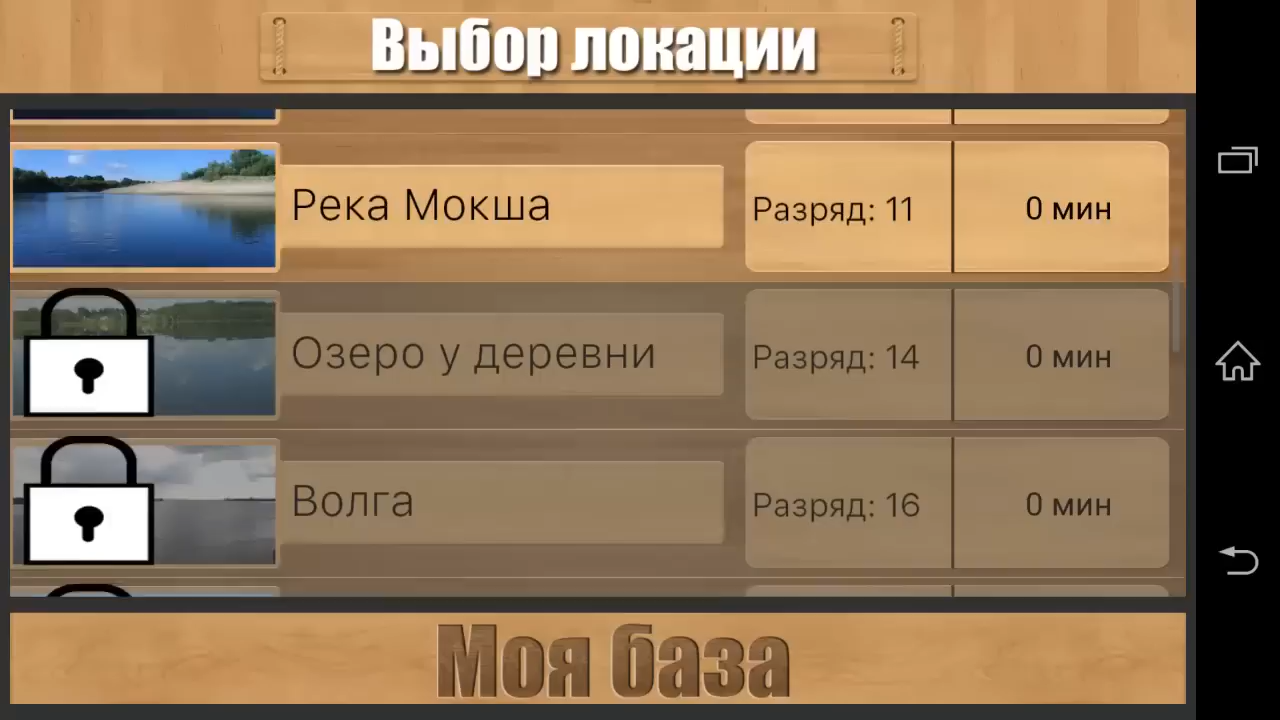 Выбор локации
Река Мокша Разряд: 11 0 мин
Озеро у деревни Разряд: 14 0 мин
Волга Разряд: 16 0 мин
Моя база